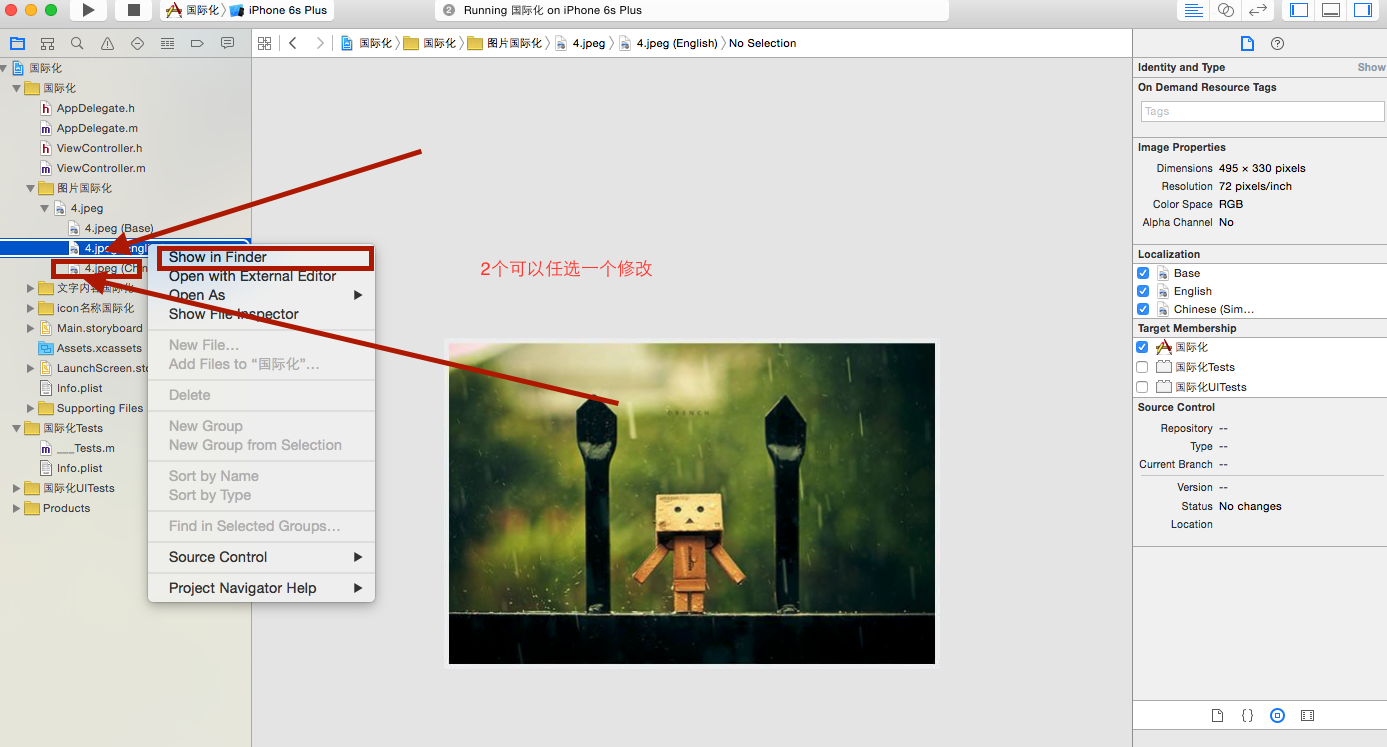 国际化 〉 iPhone 6s Plus
2 Running 国际化 on iPhone 6s Plus
国际化 〉 国际化 〉 图片国际化 〉 4.jpeg 〉 4.jpeg (English) 〉 No Selection
国际化
国际化
h AppDelegate.h
m AppDelegate.m
h ViewController.h
m ViewController.m
图片国际化
4.jpeg
4.jpeg (Base)
4.jpeg
4.jpeg (Chin
文字内容国际化
icon名称国际化
Main.storyboard
Assets.xcassets
LaunchScreen.sto
Info.plist
Supporting Files
国际化Tests
m ___Tests.m
Info.plist
国际化UITests
Products
Show in Finder
Open with External Editor
Open As
Show File Inspector
New File...
Add Files to “国际化”...
Delete
New Group
New Group from Selection
Sort by Name
Sort by Type
Find in Selected Groups...
Source Control
Project Navigator Help
2个可以任选一个修改
DRENCH
Identity and Type Show
On Demand Resource Tags
Tags
Image Properties
Dimensions 495 × 330 pixels
Resolution 72 pixels/inch
Color Space RGB
Alpha Channel No
Localization
Base
English
Chinese (Sim...
Target Membership
国际化
国际化Tests
国际化UITests
Source Control
Repository --
Type --
Current Branch --
Version --
Status No changes
Location